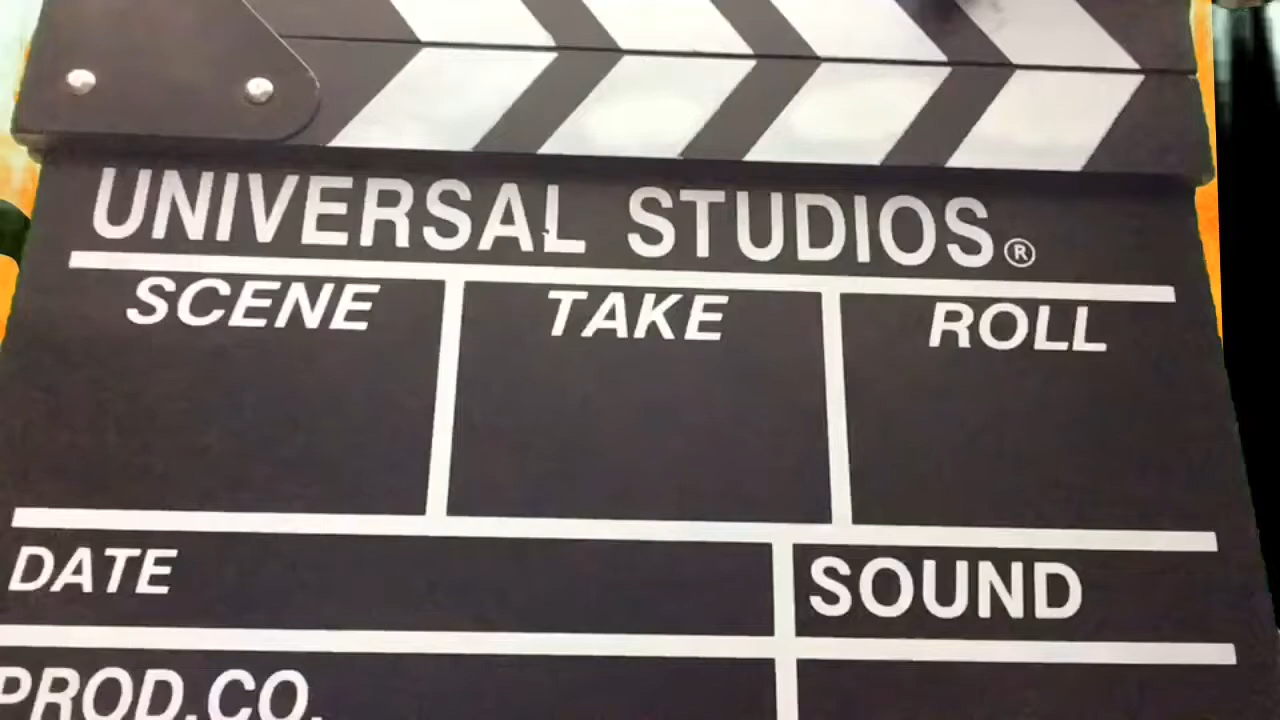 UNIVERSAL STUDIOS®
SCENE TAKE ROLL
DATE SOUND
PROD.CO.